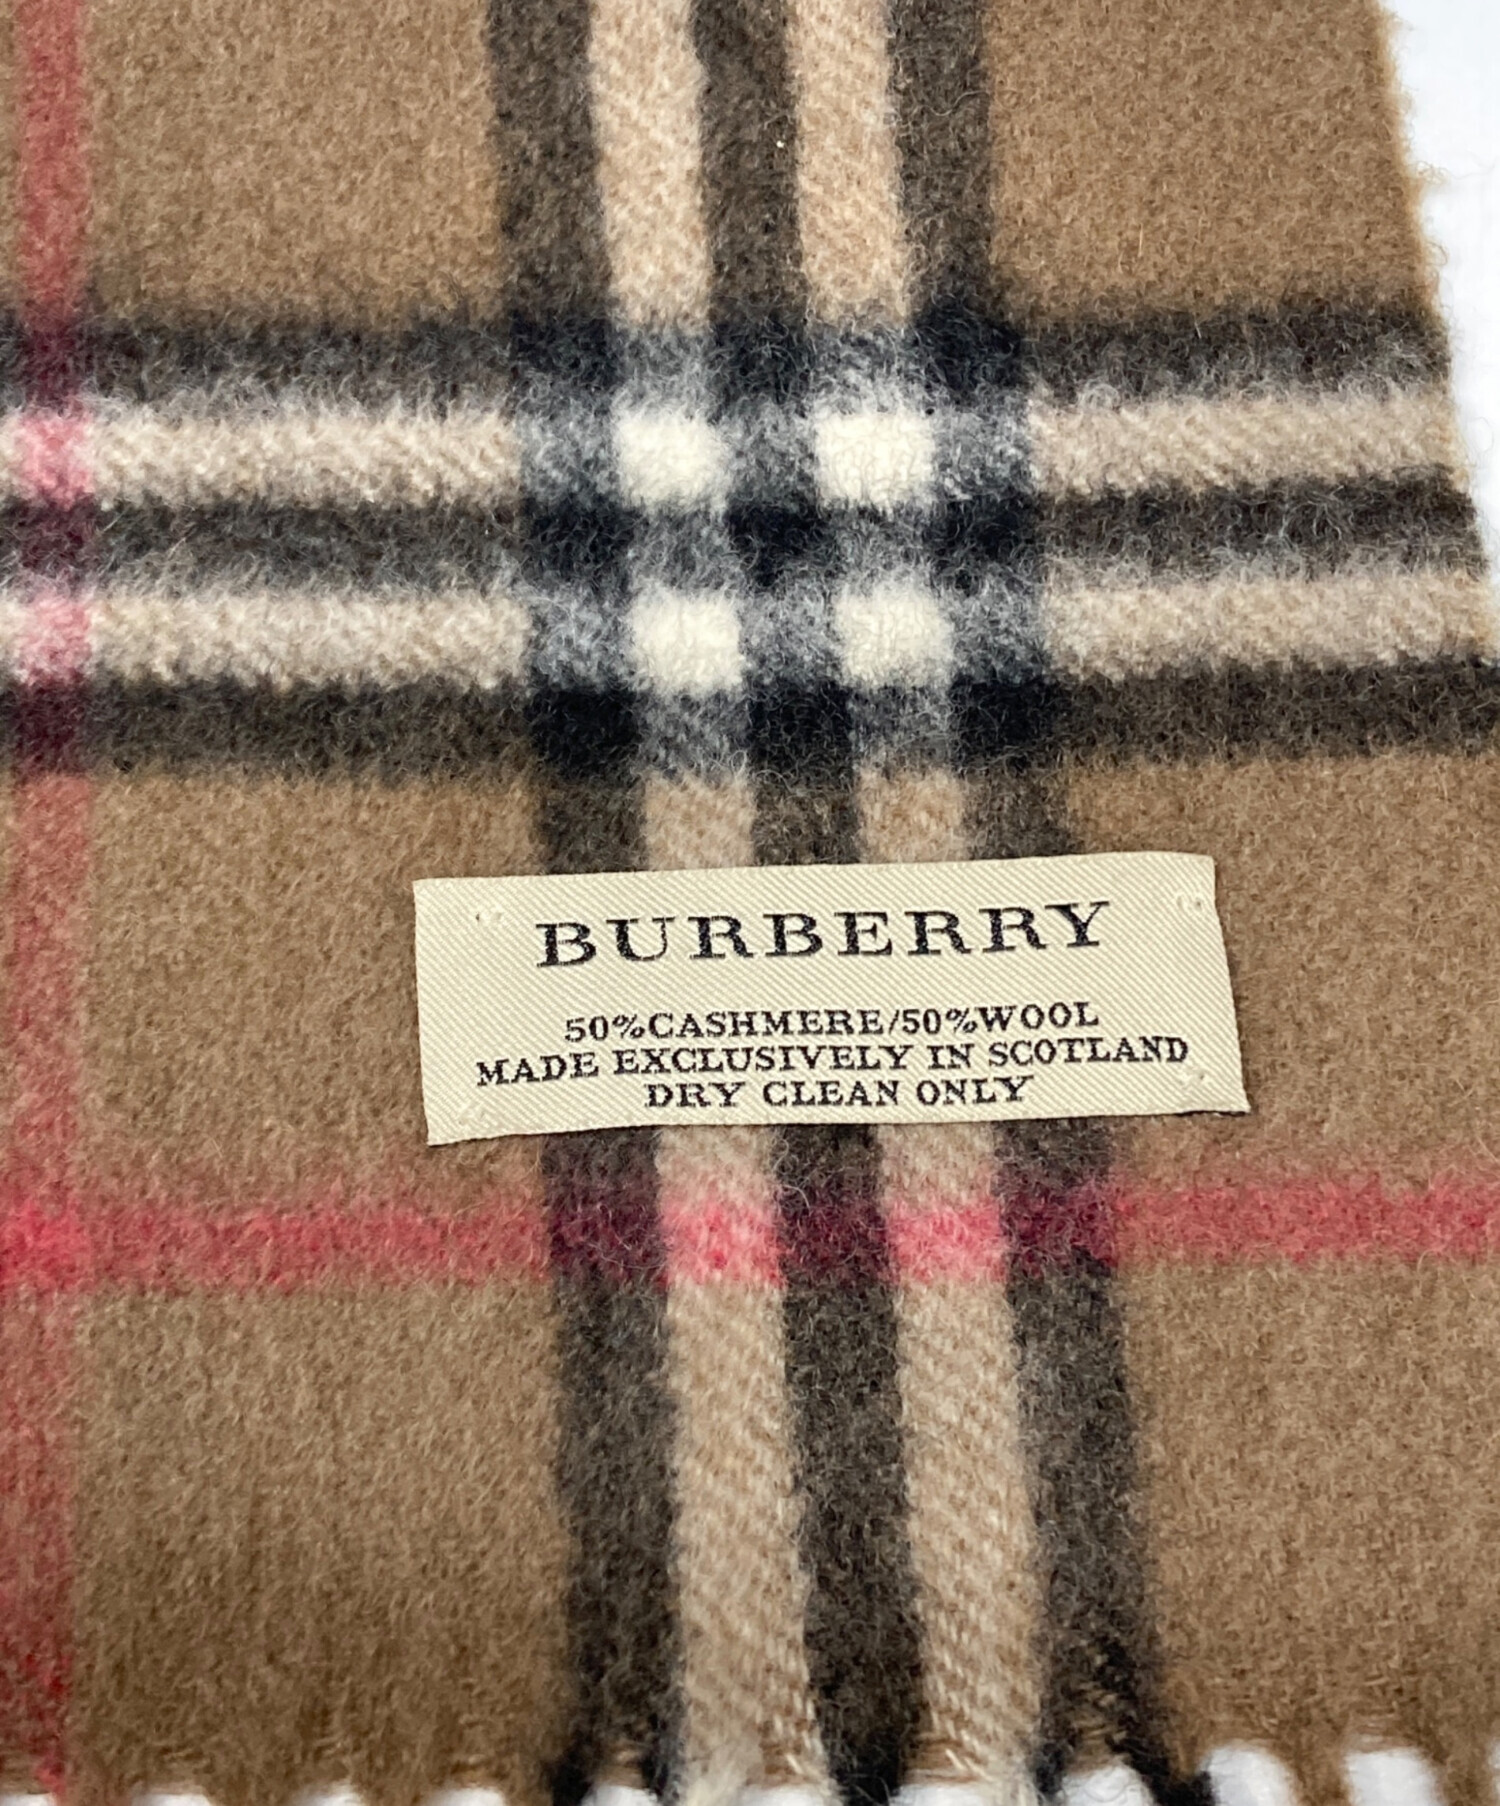 BURBERRY
50%CASHMERE/50%WOOL
MADE EXCLUSIVELY IN SCOTLAND
DRY CLEAN ONLY